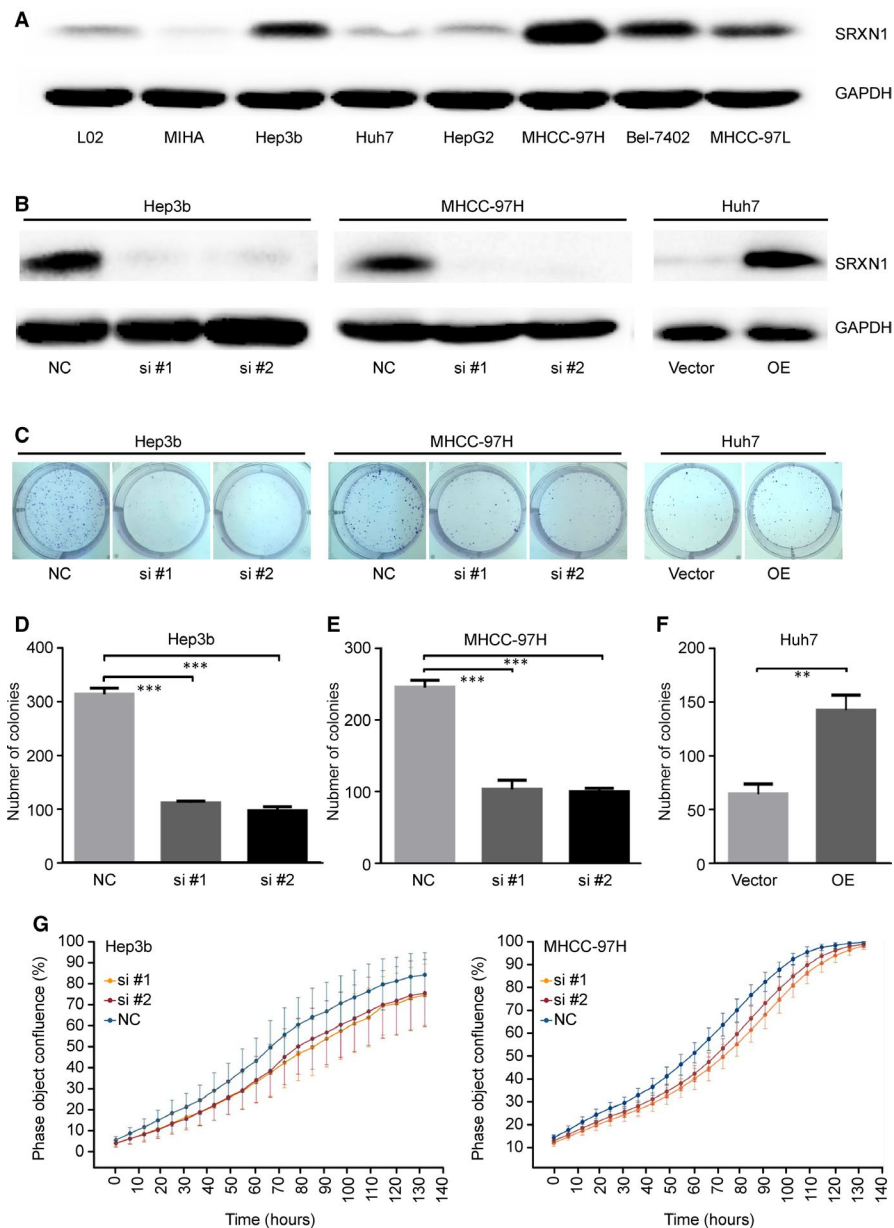 A
SRXN1
GAPDH
L02 MIHA Hep3b Huh7 HepG2 MHCC-97H Bel-7402 MHCC-97L
B
Hep3b MHCC-97H Huh7
SRXN1
GAPDH
NC si #1 si #2 NC si #1 si #2 Vector OE
C
Hep3b MHCC-97H Huh7
NC si #1 si #2 NC si #1 si #2 Vector OE
D
Hep3b
Nubmer of colonies
400
300
200
100
0
***
***
NC si #1 si #2
E
MHCC-97H
Nubmer of colonies
300
200
100
0
***
***
NC si #1 si #2
F
Huh7
Nubmer of colonies
200
150
100
50
0
**
Vector OE
G
Hep3b
si #1
si #2
NC
Phase object confluence (%)
100
90
80
70
60
50
40
30
20
10
0
0 10 20 30 40 50 60 70 80 90 100 110 120 130 140
Time (hours)
MHCC-97H
si #1
si #2
NC
Phase object confluence (%)
100
90
80
70
60
50
40
30
20
10
0 10 20 30 40 50 60 70 80 90 100 110 120 130 140
Time (hours)